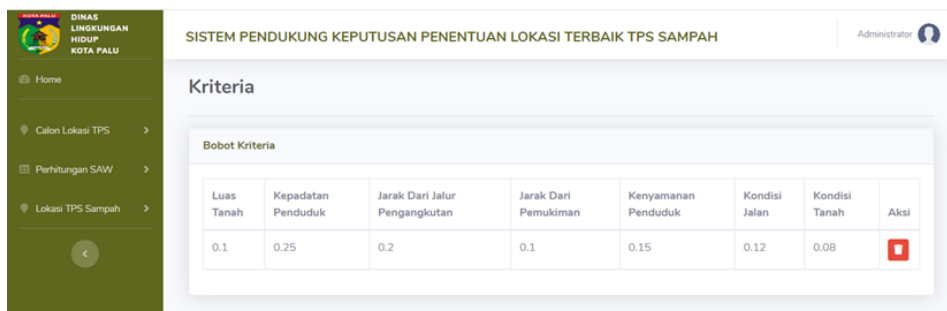 KOTA PALU
DINAS
LINGKUNGAN
HIDUP
KOTA PALU
SISTEM PENDUKUNG KEPUTUSAN PENENTUAN LOKASI TERBAIK TPS SAMPAH
Administrator
Home
Calon Lokasi TPS
Perhitungan SAW
Lokasi TPS Sampah
Kriteria
Bobot Kriteria
Luas Tanah
Kepadatan Penduduk
Jarak Dari Jalur Pengangkutan
Jarak Dari Pemukiman
Kenyamanan Penduduk
Kondisi Jalan
Kondisi Tanah
Aksi
0.1 0.25 0.2 0.1 0.15 0.12 0.08